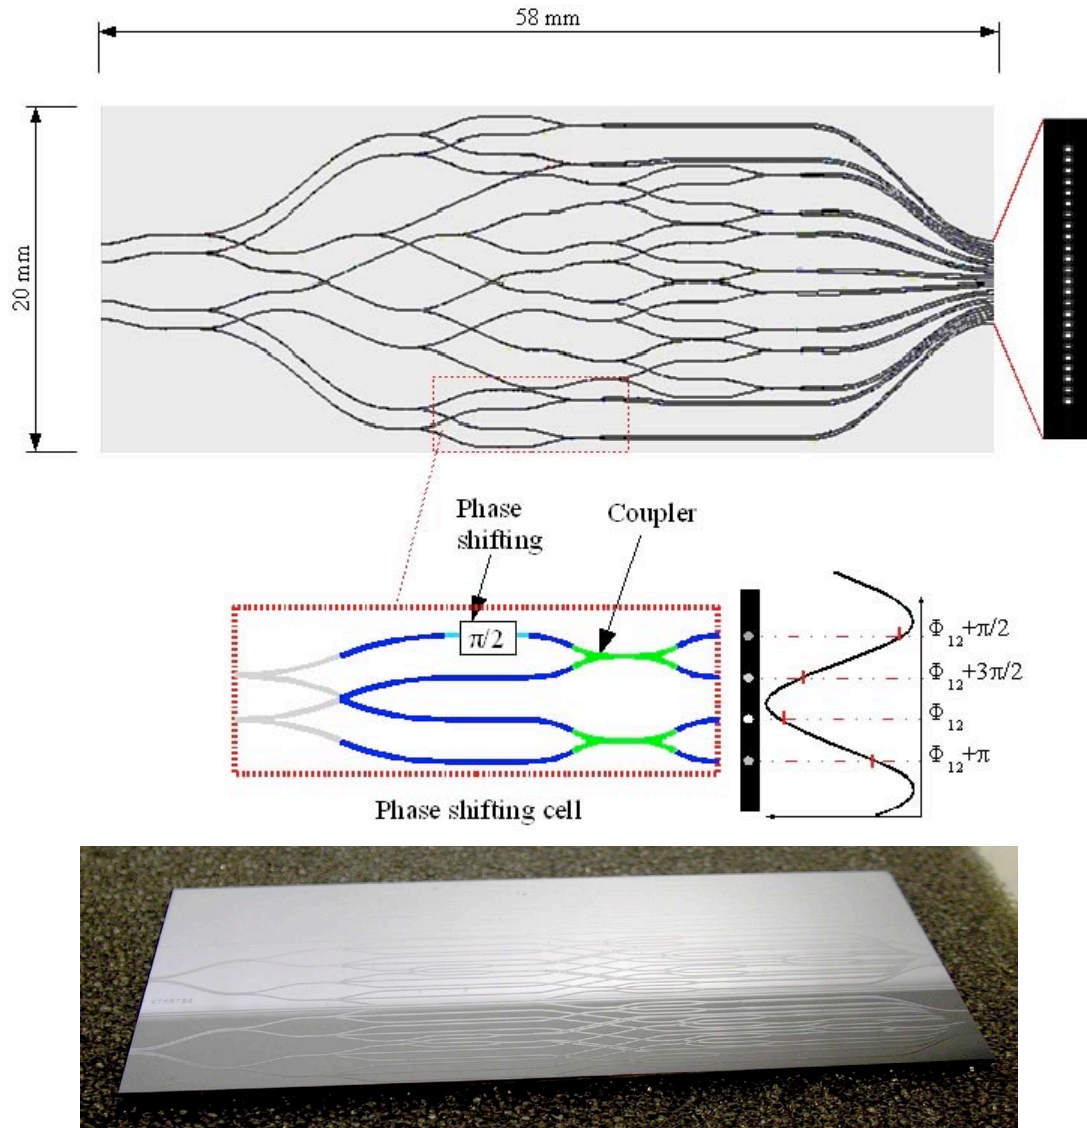 58 mm
20 mm
Phase
shifting
Coupler
π/2
Φ12+π/2
Φ12+3π/2
Φ12
Φ12+π
Phase shifting cell